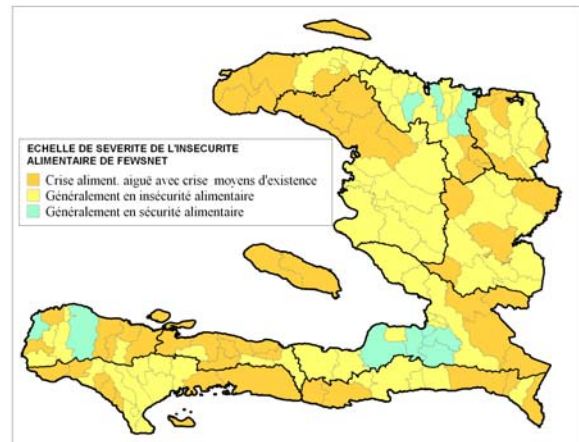 ECHELLE DE SEVERITE DE L'INSECURITE
ALIMENTAIRE DE FEWSNET
Crise aliment. aiguë avec crise moyens d'existence
Généralement en insécurité alimentaire
Généralement en sécurité alimentaire